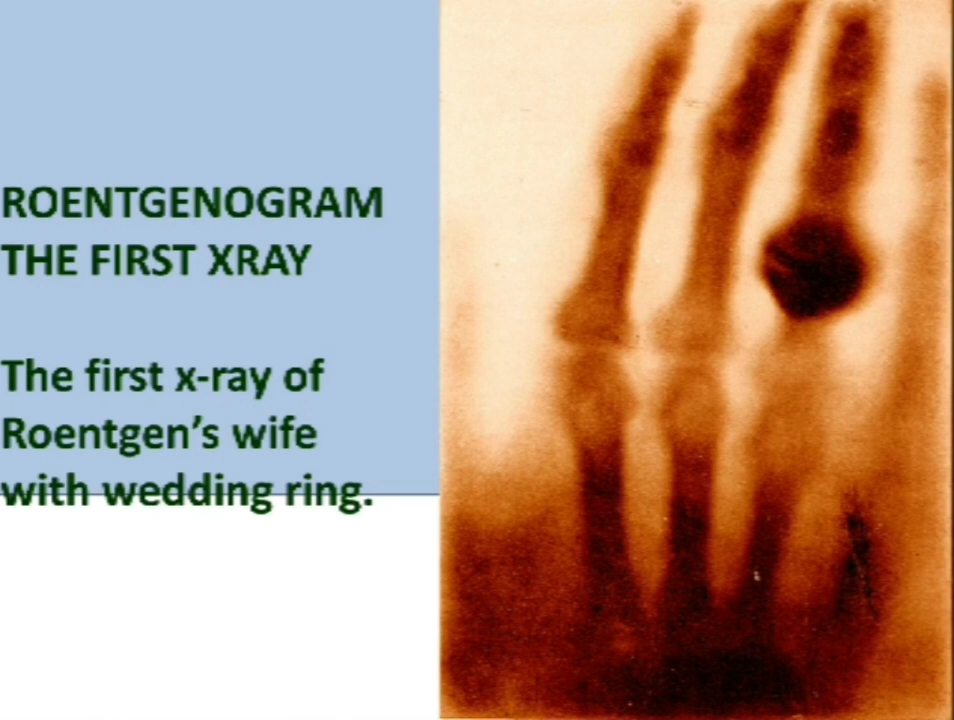 ROENTGENOGRAM
THE FIRST XRAY
The first x-ray of
Roentgen’s wife
with wedding ring.